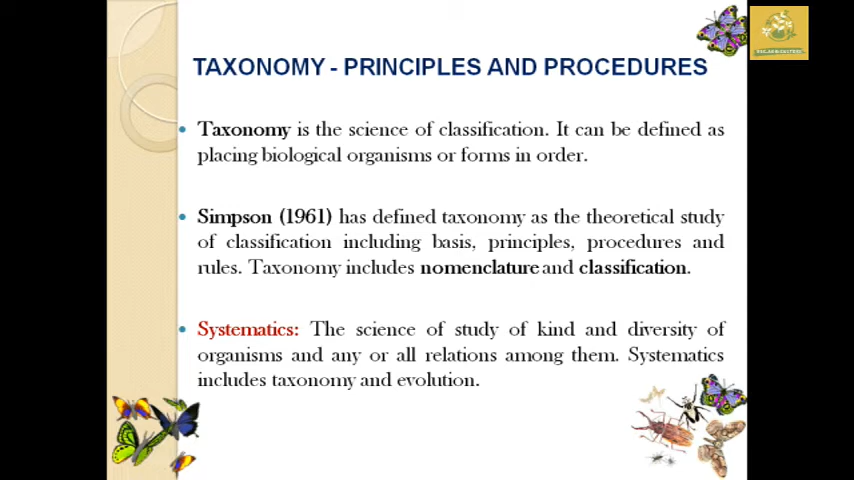 TAXONOMY - PRINCIPLES AND PROCEDURES
Taxonomy is the science of classification. It can be defined as
placing biological organisms or forms in order.
Simpson (1961) has defined taxonomy as the theoretical study
of classification including basis, principles, procedures and
rules. Taxonomy includes nomenclature and classification.
Systematics: The science of study of kind and diversity of
organisms and any or all relations among them. Systematics
includes taxonomy and evolution.